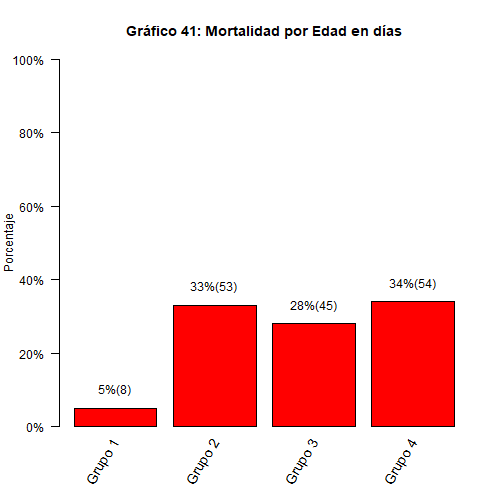 Gráfico 41: Mortalidad por Edad en días
100%
80%
60%
40%
20%
0%
Porcentaje
5%(8)
33%(53)
28%(45)
34%(54)
Grupo 1
Grupo 2
Grupo 3
Grupo 4